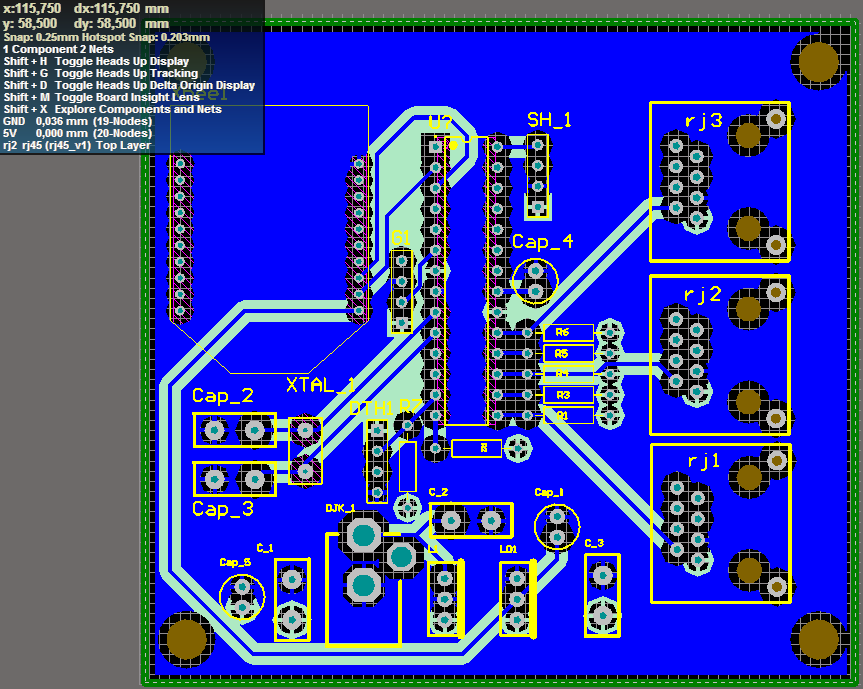 x:115,750 dx:115,750 mm
y: 58,500 dy: 58,500 mm
Snap: 0.25mm Hotspot Snap: 0.203mm
1 Component 2 Nets
Shift + H Toggle Heads Up Display
Shift + G Toggle Heads Up Tracking
Shift + D Toggle Heads Up Delta Origin Display
Shift + M Toggle Board Insight Lens
Shift + X Explore Components and Nets
GND 0,036 mm (19-Nodes)
5V 0,000 mm (20-Nodes)
rj2 rj45 (rj45_v1) Top Layer
SH_1
rj3
G1
Cap_4
rj2
R6
R5
R4
R3
R1
XTAL_1
Cap_2
DTH1
R7
rj1
Cap_3
C_2
Cap_1
DJK_1
C_1
LD1
C_3
Cap_5